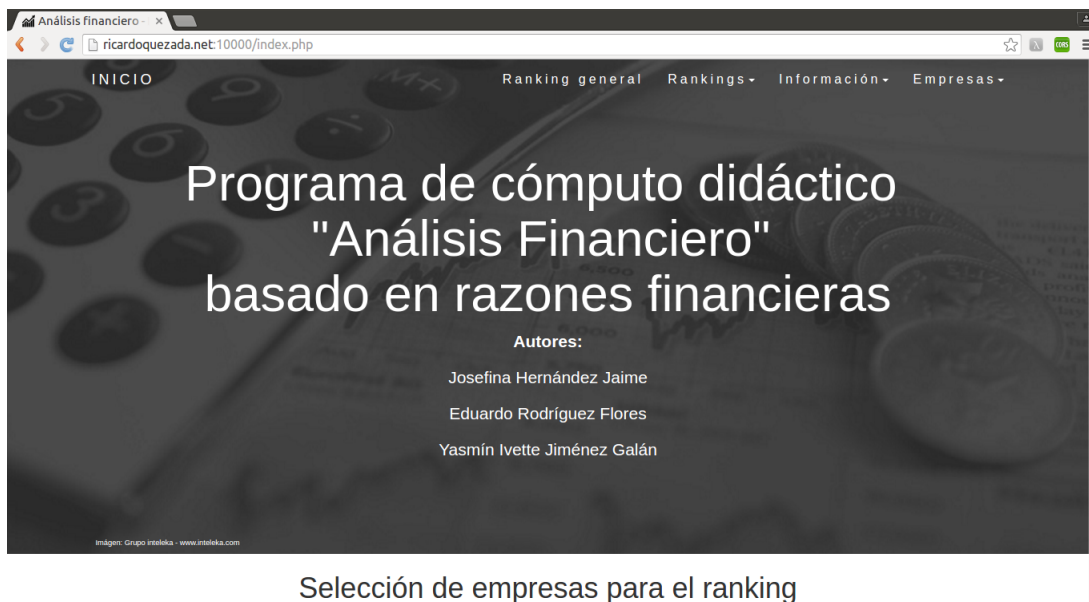 Análisis financiero -
ricardoquezada.net:10000/index.php
CORS
INICIO
Ranking general Rankings Información Empresas
Programa de cómputo didáctico
"Análisis Financiero"
basado en razones financieras
Autores:
Josefina Hernández Jaime
Eduardo Rodríguez Flores
Yasmín Ivette Jiménez Galán
Imágen: Grupo inteleka - www.inteleka.com
Selección de empresas para el ranking